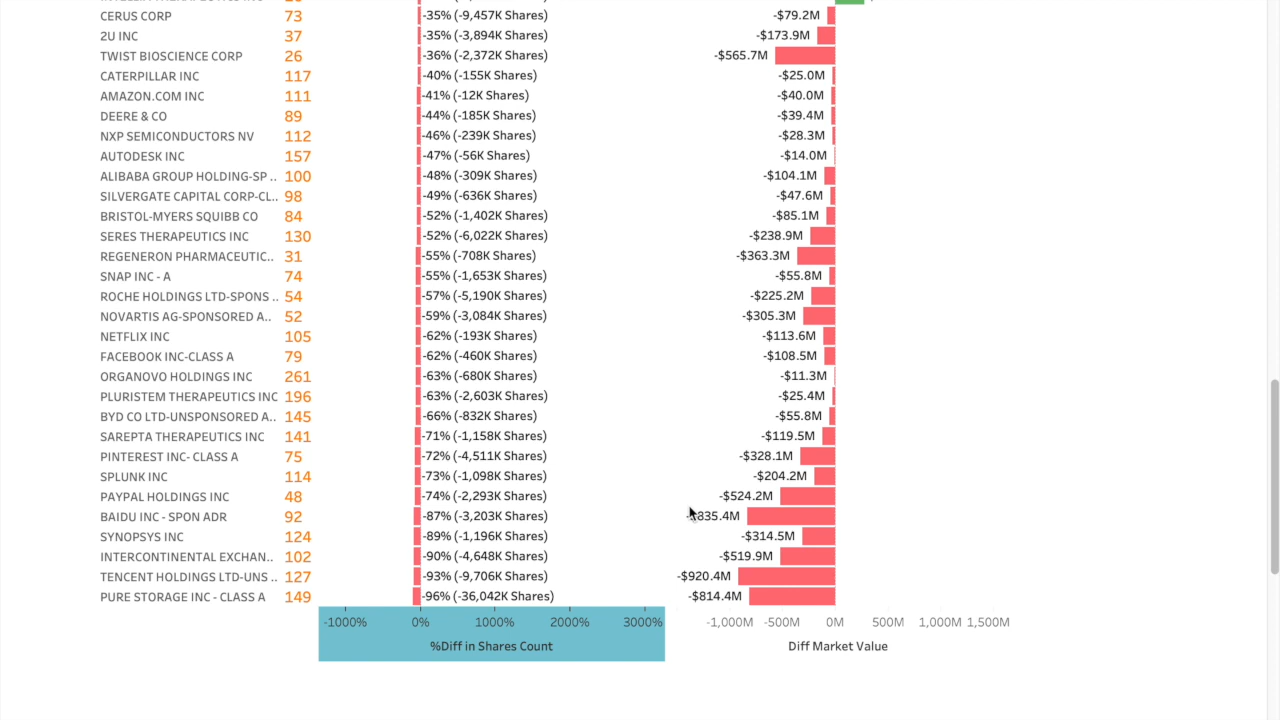 CERUS CORP 73 -35% (-9,457K Shares) -$79.2M
2U INC 37 -35% (-3,894K Shares) -$173.9M
TWIST BIOSCIENCE CORP 26 -36% (-2,372K Shares) -$565.7M
CATERPILLAR INC 117 -40% (-155K Shares) -$25.0M
AMAZON.COM INC 111 -41% (-12K Shares) -$40.0M
DEERE & CO 89 -44% (-185K Shares) -$39.4M
NXP SEMICONDUCTORS NV 112 -46% (-239K Shares) -$28.3M
AUTODESK INC 157 -47% (-56K Shares) -$14.0M
ALIBABA GROUP HOLDING-SP .. 100 -48% (-309K Shares) -$104.1M
SILVERGATE CAPITAL CORP-CL.. 98 -49% (-636K Shares) -$47.6M
BRISTOL-MYERS SQUIBB CO 84 -52% (-1,402K Shares) -$85.1M
SERES THERAPEUTICS INC 130 -52% (-6,022K Shares) -$238.9M
REGENERON PHARMACEUTIC.. 31 -55% (-708K Shares) -$363.3M
SNAP INC - A 74 -55% (-1,653K Shares) -$55.8M
ROCHE HOLDINGS LTD-SPONS .. 54 -57% (-5,190K Shares) -$225.2M
NOVARTIS AG-SPONSORED A.. 52 -59% (-3,084K Shares) -$305.3M
NETFLIX INC 105 -62% (-193K Shares) -$113.6M
FACEBOOK INC-CLASS A 79 -62% (-460K Shares) -$108.5M
ORGANOVO HOLDINGS INC 261 -63% (-680K Shares) -$11.3M
PLURISTEM THERAPEUTICS INC 196 -63% (-2,603K Shares) -$25.4M
BYD CO LTD-UNSPONSORED A.. 145 -66% (-832K Shares) -$55.8M
SAREPTA THERAPEUTICS INC 141 -71% (-1,158K Shares) -$119.5M
PINTEREST INC- CLASS A 75 -72% (-4,511K Shares) -$328.1M
SPLUNK INC 114 -73% (-1,098K Shares) -$204.2M
PAYPAL HOLDINGS INC 48 -74% (-2,293K Shares) -$524.2M
BAIDU INC - SPON ADR 92 -87% (-3,203K Shares)
SYNOPSYS INC 124 -89% (-1,196K Shares) -$314.5M
INTERCONTINENTAL EXCHAN.. 102 -90% (-4,648K Shares) -$519.9M
TENCENT HOLDINGS LTD-UNS .. 127 -93% (-9,706K Shares) -$920.4M
PURE STORAGE INC - CLASS A 149 -96% (-36,042K Shares) -$814.4M
-1000% 0% 1000% 2000% 3000% -1,000M -500M 0M 500M 1,000M 1,500M
%Diff in Shares Count Diff Market Value